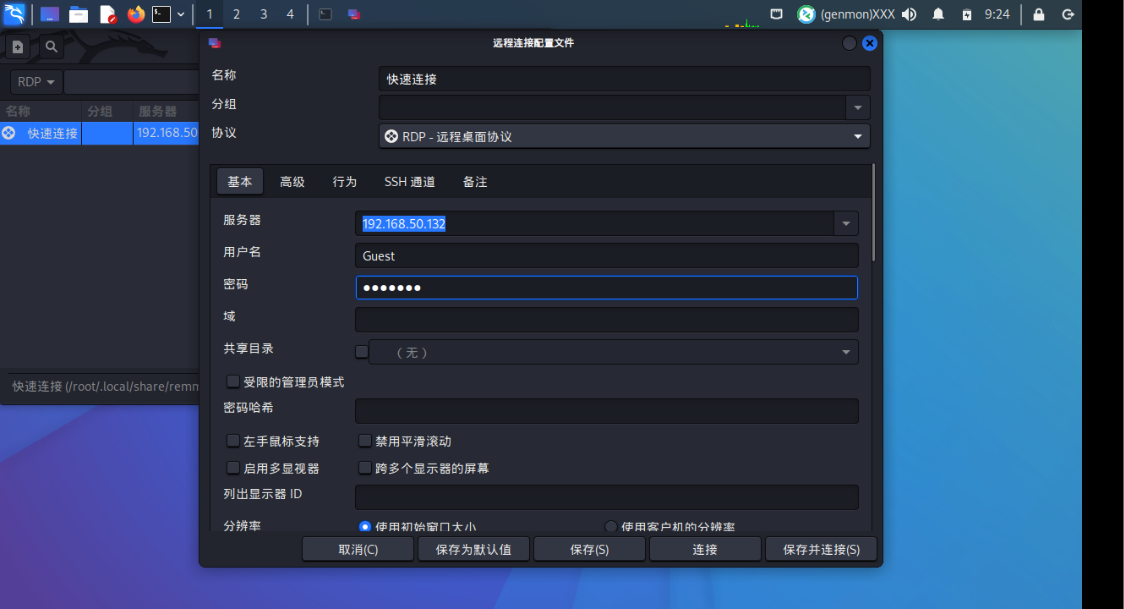 1 2 3 4 (genmon)XXX 9:24
远程连接配置文件
RDP
名称 分组 服务器
快速连接 192.168.50
快速连接 (/root/.local/share/remm
名称 快速连接
分组
协议 RDP - 远程桌面协议
基本 高级 行为 SSH 通道 备注
服务器 192.168.50.132
用户名 Guest
密码 ●●●●●●●
域
共享目录 （无）
受限的管理员模式
密码哈希
左手鼠标支持 禁用平滑滚动
启用多显视器 跨多个显示器的屏幕
列出显示器 ID
分辨率 使用初始窗口大小 使用客户机的分辨率
取消(C) 保存为默认值 保存(S) 连接 保存并连接(S)